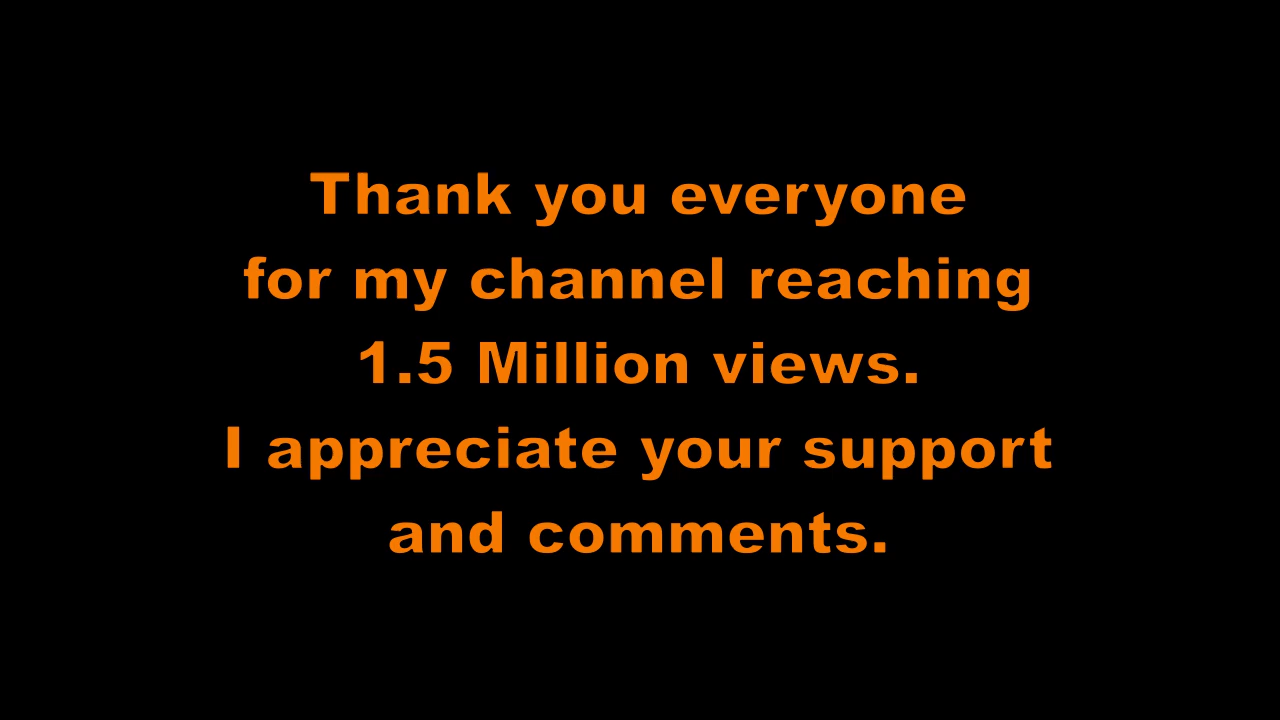 Thank you everyone
for my channel reaching
1.5 Million views.
I appreciate your support
and comments.